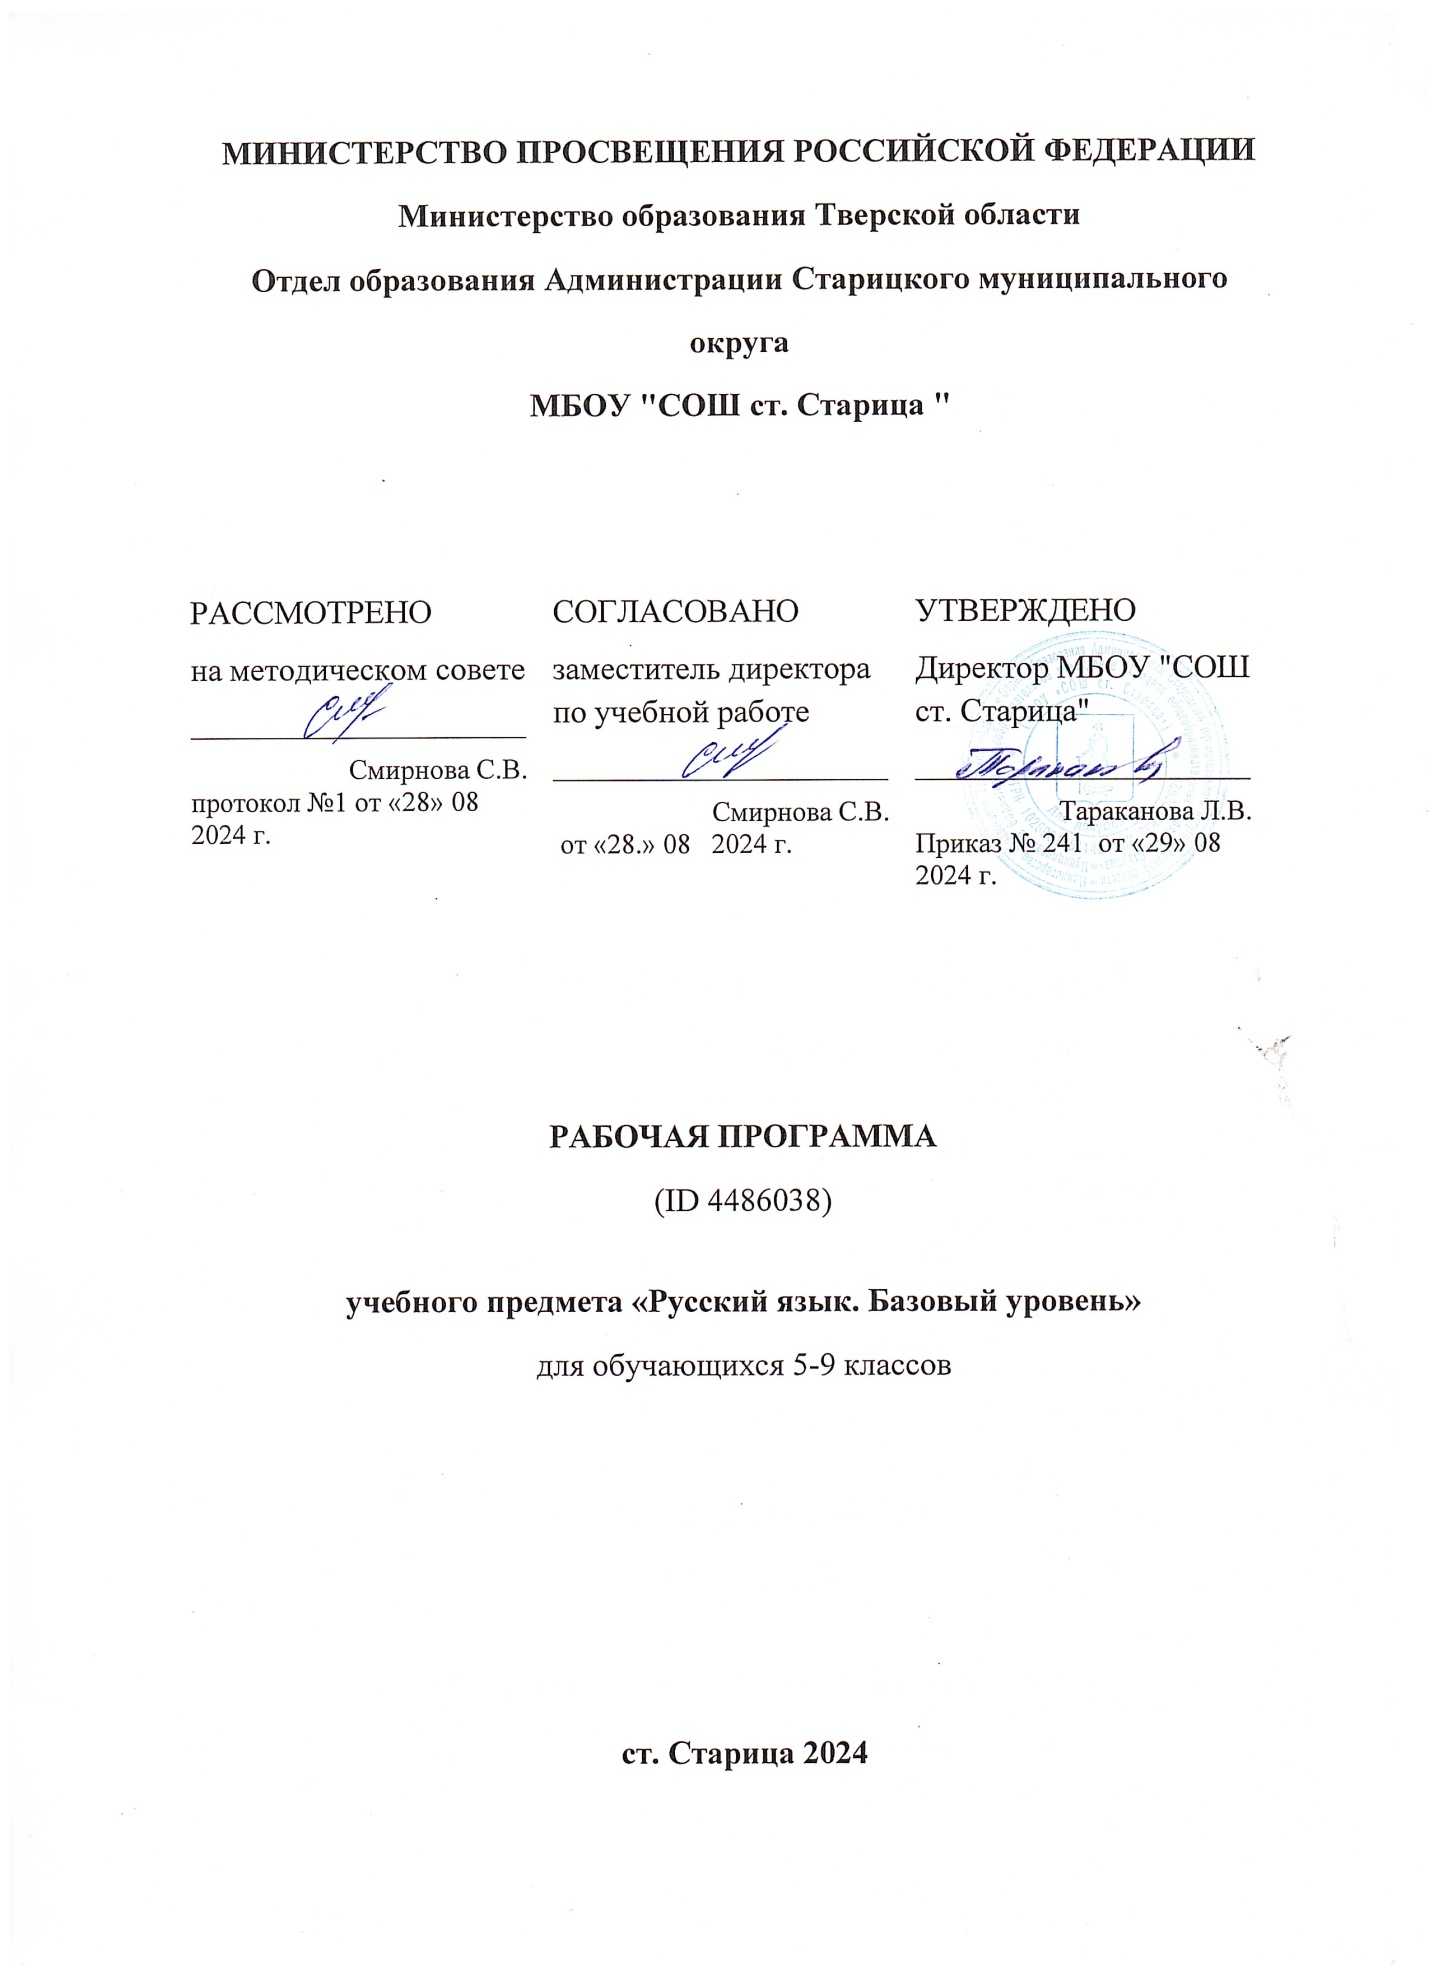 МИНИСТЕРСТВО ПРОСВЕЩЕНИЯ РОССИЙСКОЙ ФЕДЕРАЦИИ
Министерство образования Тверской области
Отдел образования Администрации Старицкого муниципального
округа
МБОУ "СОШ ст. Старица "
РАССМОТРЕНО
на методическом совете
Смирнова С.В.
протокол №1 от «28» 08
2024 г.
СОГЛАСОВАНО
заместитель директора
по учебной работе
Смирнова С.В.
от «28.» 08 2024 г.
УТВЕРЖДЕНО
Директор МБОУ "СОШ
ст. Старица"
Тараканова Л.В.
Приказ № 241 от «29» 08
2024 г.
РАБОЧАЯ ПРОГРАММА
(ID 4486038)
учебного предмета «Русский язык. Базовый уровень»
для обучающихся 5-9 классов
ст. Старица 2024